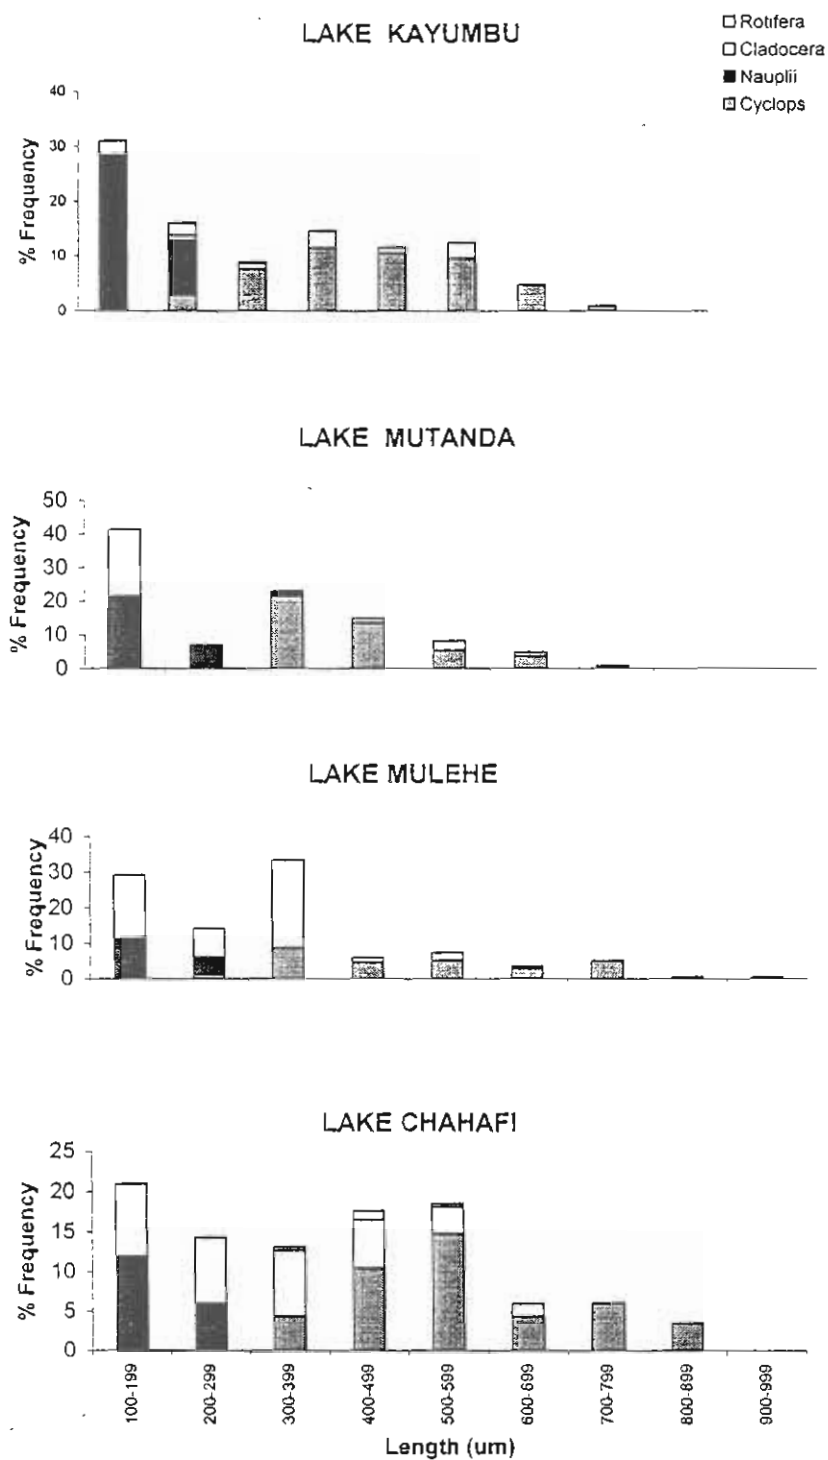 LAKE KAYUMBU
Rotifera
Cladocera
Nauplii
Cyclops
% Frequency
40
30
20
10
0
LAKE MUTANDA
% Frequency
50
40
30
20
10
0
LAKE MULEHE
% Frequency
40
30
20
10
0
LAKE CHAHAFI
% Frequency
25
20
15
10
5
0
100-199
200-299
300-399
400-499
500-599
600-699
700-799
800-899
900-999
Length (um)